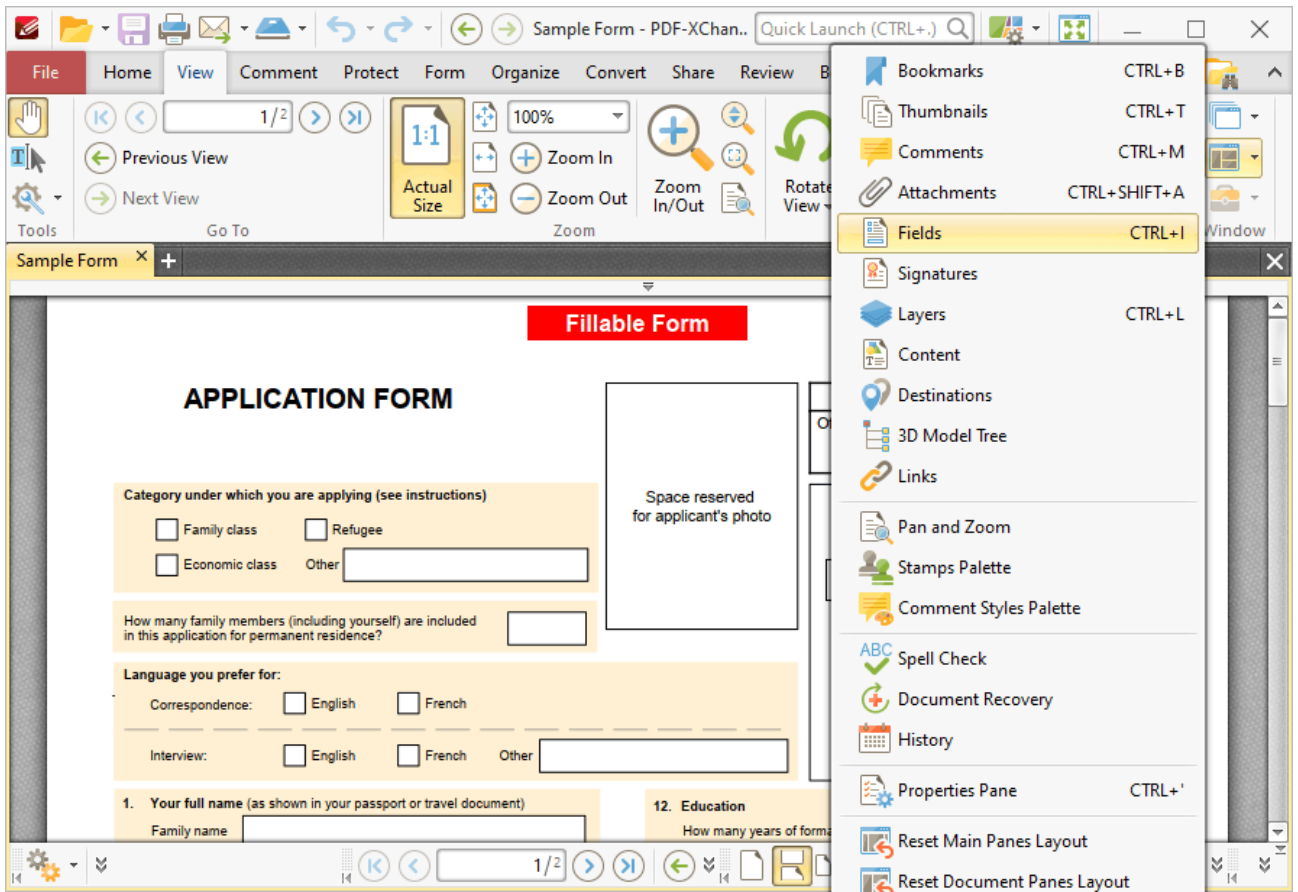 Sample Form - PDF-XChan..
Quick Launch (CTRL+.)
File Home View Comment Protect Form Organize Convert Share Review B
1/2
Previous View
Next View
1:1
Actual Size
100%
Zoom In
Zoom Out
Zoom In/Out
Rotate View
Tools
Go To
Zoom
Window
Sample Form
Bookmarks CTRL+B
Thumbnails CTRL+T
Comments CTRL+M
Attachments CTRL+SHIFT+A
Fields CTRL+I
Signatures
Layers CTRL+L
Content
Destinations
3D Model Tree
Links
Pan and Zoom
Stamps Palette
Comment Styles Palette
ABC
Spell Check
Document Recovery
History
Properties Pane CTRL+'
Reset Main Panes Layout
Reset Document Panes Layout
Fillable Form
APPLICATION FORM
Space reserved
for applicant's photo
Category under which you are applying (see instructions)
Family class Refugee
Economic class Other
How many family members (including yourself) are included
in this application for permanent residence?
Language you prefer for:
Correspondence: English French
Interview: English French Other
1. Your full name (as shown in your passport or travel document)
Family name
12. Education
How many years of forma
1/2